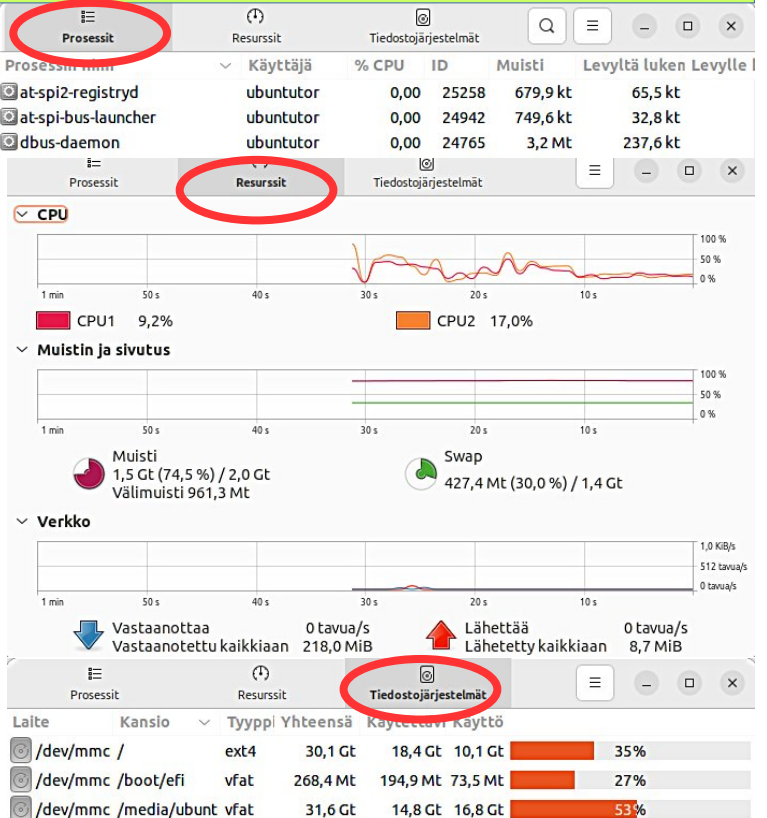 Prosessit Resurssit Tiedostojärjestelmät
Käyttäjä % CPU ID Muisti Levyltä luken Levylle
at-spi2-registryd ubuntutor 0,00 25258 679,9 kt 65,5 kt
at-spi-bus-launcher ubuntutor 0,00 24942 749,6 kt 32,8 kt
dbus-daemon ubuntutor 0,00 24765 3,2 Mt 237,6 kt
Prosessit Resurssit Tiedostojärjestelmät
CPU
100 %
50 %
0 %
1 min 50 s 40 s 30 s 20 s 10 s
CPU1 9,2% CPU2 17,0%
Muistin ja sivutus
100 %
50 %
0 %
1 min 50 s 40 s 30 s 20 s 10 s
Muisti
1,5 Gt (74,5 %) / 2,0 Gt
Välimuisti 961,3 Mt
Swap
427,4 Mt (30,0 %) / 1,4 Gt
Verkko
1,0 KiB/s
512 tavua/s
0 tavua/s
1 min 50 s 40 s 30 s 20 s 10 s
Vastaanottaa 0 tavua/s Lähettää 0 tavua/s
Vastaanotettu kaikkiaan 218,0 MiB Lähetetty kaikkiaan 8,7 MiB
Prosessit Resurssit Tiedostojärjestelmät
Laite Kansio Tyyppi Yhteensä Käytettävi Käyttö
/dev/mmc / ext4 30,1 Gt 18,4 Gt 10,1 Gt 35%
/dev/mmc /boot/efi vfat 268,4 Mt 194,9 Mt 73,5 Mt 27%
/dev/mmc /media/ubunt vfat 31,6 Gt 14,8 Gt 16,8 Gt 53%